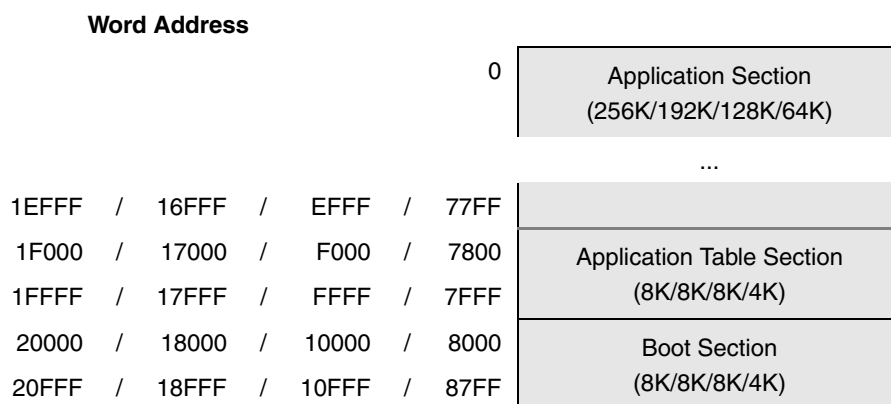 Word Address
0
Application Section
(256K/192K/128K/64K)
...
1EFFF / 16FFF / EFFF / 77FF
1F000 / 17000 / F000 / 7800
Application Table Section
1FFFF / 17FFF / FFFF / 7FFF
(8K/8K/8K/4K)
20000 / 18000 / 10000 / 8000
Boot Section
20FFF / 18FFF / 10FFF / 87FF
(8K/8K/8K/4K)